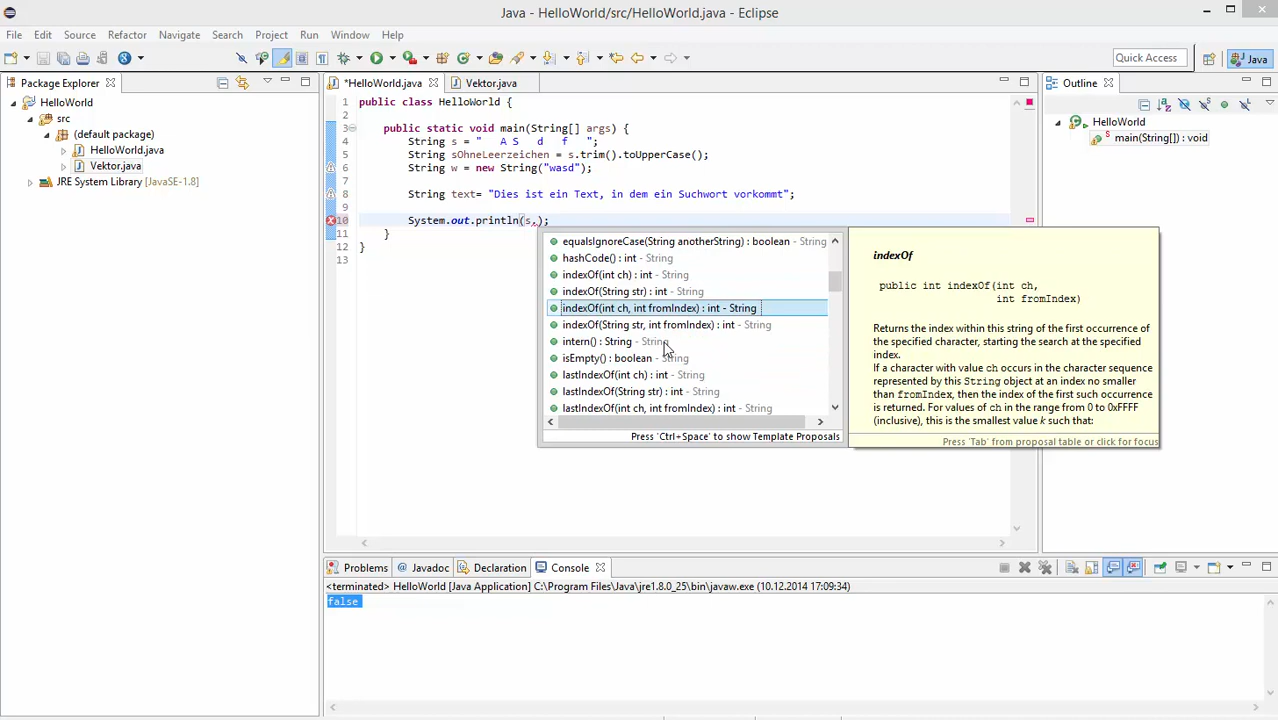 Java - HelloWorld/src/HelloWorld.java - Eclipse
File Edit Source Refactor Navigate Search Project Run Window Help
Quick Access Java
Package Explorer *HelloWorld.java Vektor.java Outline
HelloWorld
src
(default package)
HelloWorld.java
Vektor.java
JRE System Library [JavaSE-1.8]
1 public class HelloWorld {
2
3 public static void main(String[] args) {
4 String s = "   A S   d   f   ";
5 String sOhneLeerzeichen = s.trim().toUpperCase();
6 String w = new String("wasd");
7
8 String text= "Dies ist ein Text, in dem ein Suchwort vorkommt";
9
10 System.out.println(s.);
11 }
12 }
13
HelloWorld
main(String[]) : void
equalsIgnoreCase(String anotherString) : boolean - String
hashCode() : int - String
indexOf(int ch) : int - String
indexOf(String str) : int - String
indexOf(int ch, int fromIndex) : int - String
indexOf(String str, int fromIndex) : int - String
intern() : String - String
isEmpty() : boolean - String
lastIndexOf(int ch) : int - String
lastIndexOf(String str) : int - String
lastIndexOf(int ch, int fromIndex) : int - String
Press 'Ctrl+Space' to show Template Proposals
indexOf
public int indexOf(int ch,
int fromIndex)
Returns the index within this string of the first occurrence of
the specified character, starting the search at the specified
index.
If a character with value ch occurs in the character sequence
represented by this String object at an index no smaller
than fromIndex, then the index of the first such occurrence
is returned. For values of ch in the range from 0 to 0xFFFF
(inclusive), this is the smallest value k such that:
Press 'Tab' from proposal table or click for focus
Problems Javadoc Declaration Console
<terminated> HelloWorld [Java Application] C:\Program Files\Java\jre1.8.0_25\bin\javaw.exe (10.12.2014 17:09:34)
false